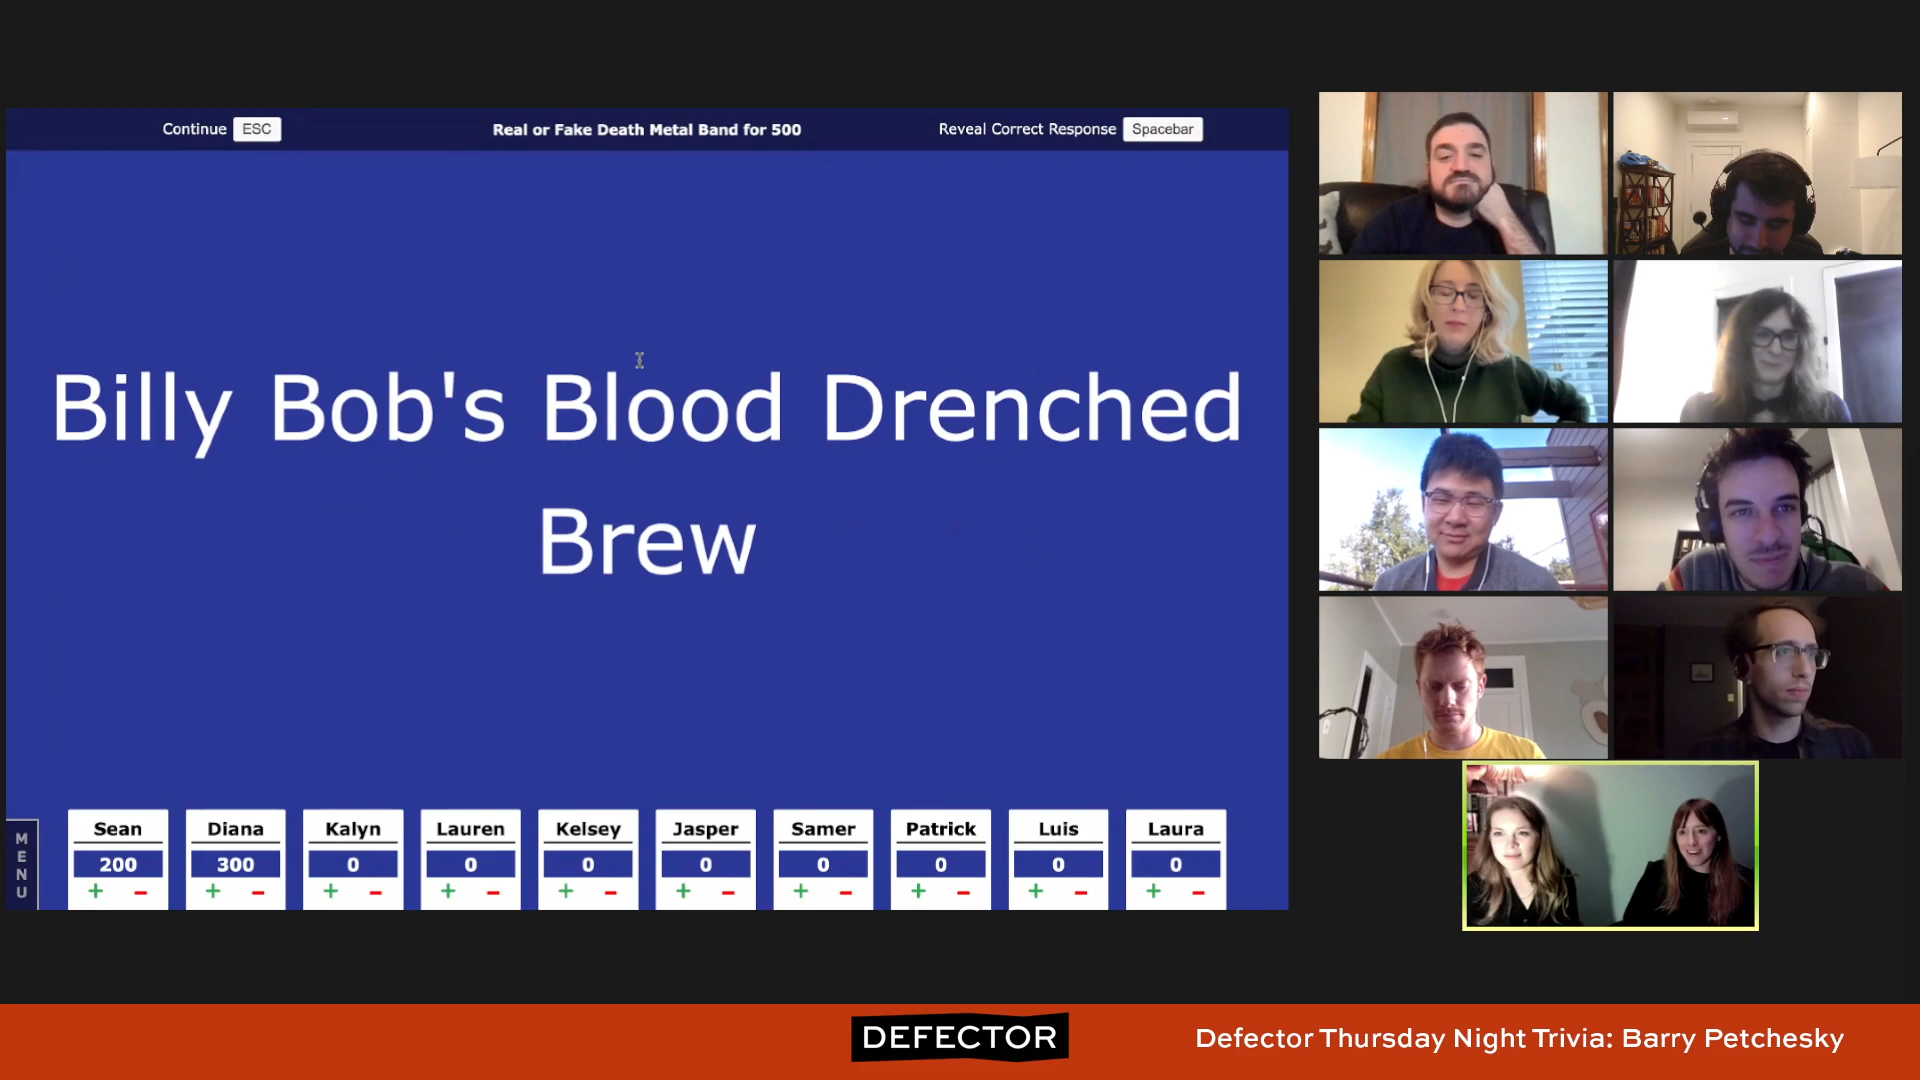 Continue ESC Real or Fake Death Metal Band for 500 Reveal Correct Response Spacebar
Billy Bob's Blood Drenched
Brew
MENU
Sean Diana Kalyn Lauren Kelsey Jasper Samer Patrick Luis Laura
200 300 0 0 0 0 0 0 0 0
+ - + - + - + - + - + - + - + - + - + -
DEFECTOR
Defector Thursday Night Trivia: Barry Petchesky